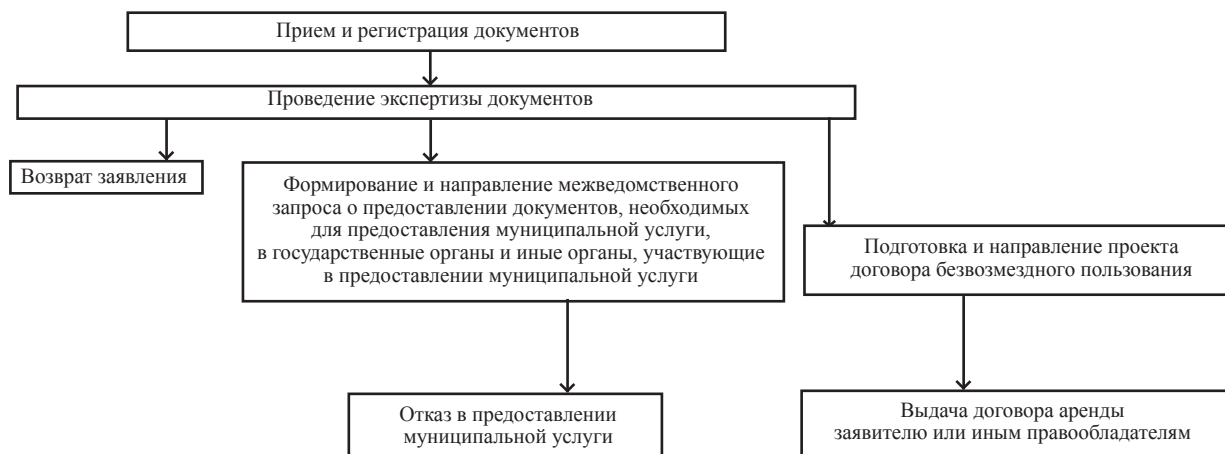 Прием и регистрация документов
Проведение экспертизы документов
Возврат заявления
Формирование и направление межведомственного
запроса о предоставлении документов, необходимых
для предоставления муниципальной услуги,
в государственные органы и иные органы, участвующие
в предоставлении муниципальной услуги
Подготовка и направление проекта
договора безвозмездного пользования
Отказ в предоставлении
муниципальной услуги
Выдача договора аренды
заявителю или иным правообладателям